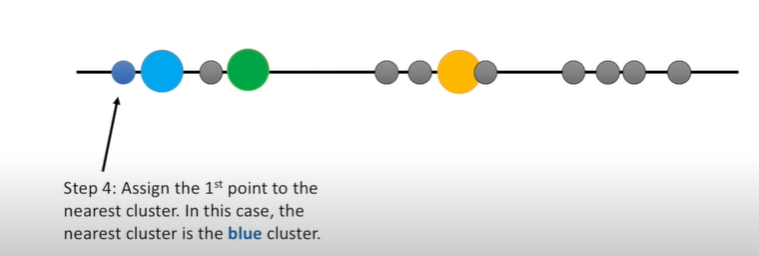 Step 4: Assign the 1st point to the
nearest cluster. In this case, the
nearest cluster is the blue cluster.